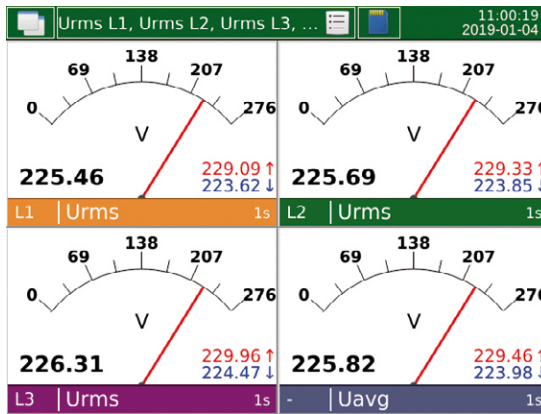 Urms L1, Urms L2, Urms L3, ...
11:00:19
2019-01-04
0 69 138 207 276
V
225.46
229.09 ↑
223.62 ↓
L1 Urms 1s
0 69 138 207 276
V
225.69
229.33 ↑
223.85 ↓
L2 Urms 1s
0 69 138 207 276
V
226.31
229.96 ↑
224.47 ↓
L3 Urms 1s
0 69 138 207 276
V
225.82
229.46 ↑
223.98 ↓
- Uavg 1s